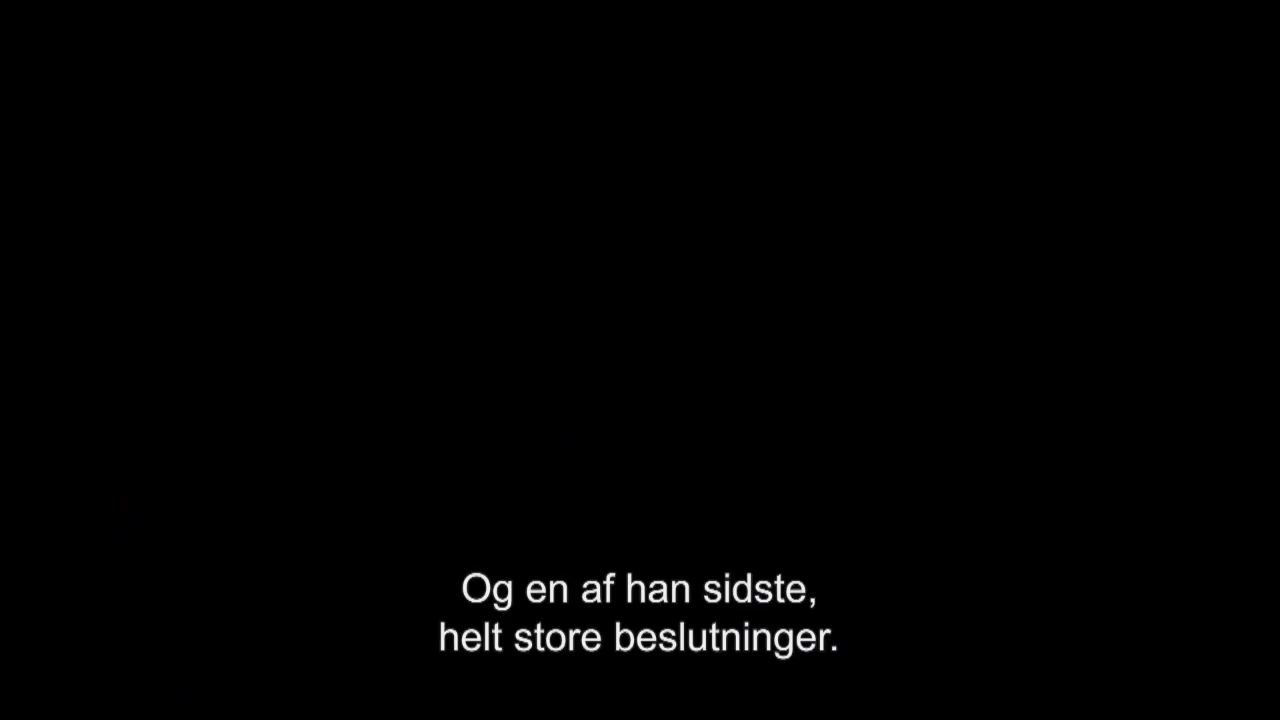 Og en af han sidste,
helt store beslutninger.